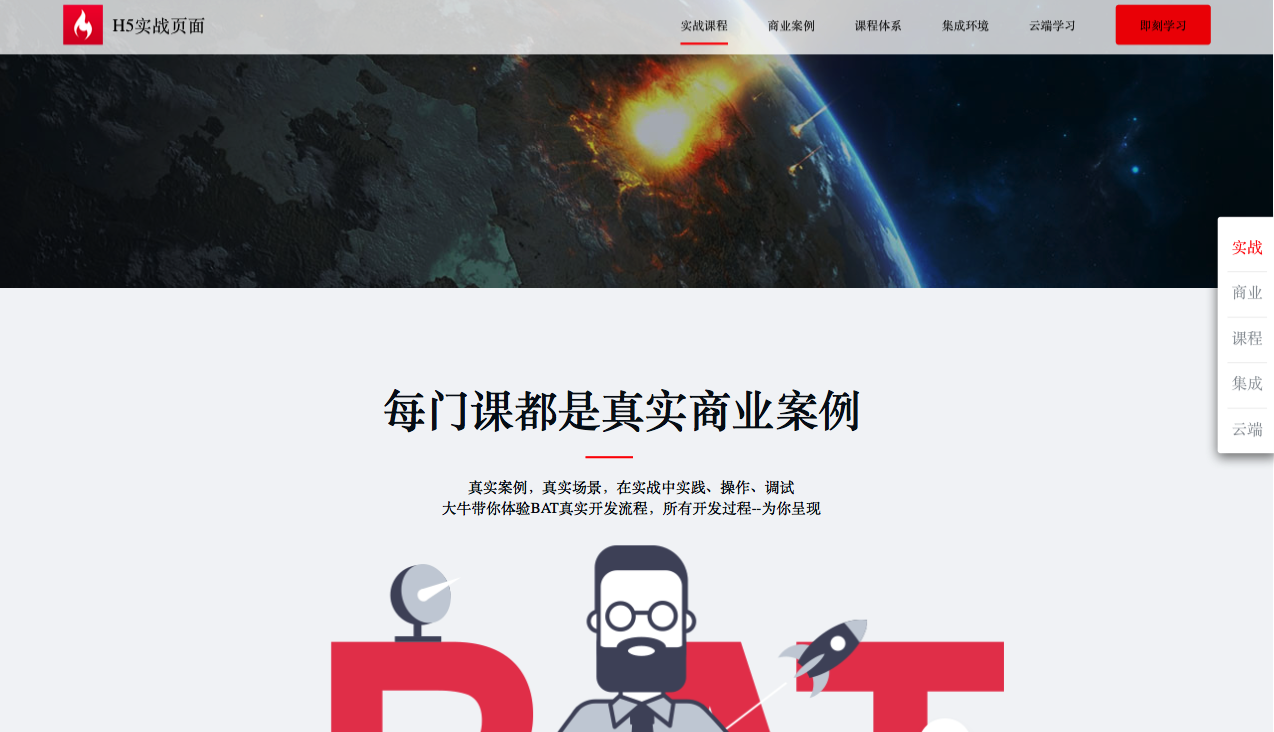 H5实战页面
实战课程
商业案例
课程体系
集成环境
云端学习
即刻学习
实战
商业
课程
集成
云端
每门课都是真实商业案例
真实案例，真实场景，在实战中实践、操作、调试
大牛带你体验BAT真实开发流程，所有开发过程--为你呈现
BAT